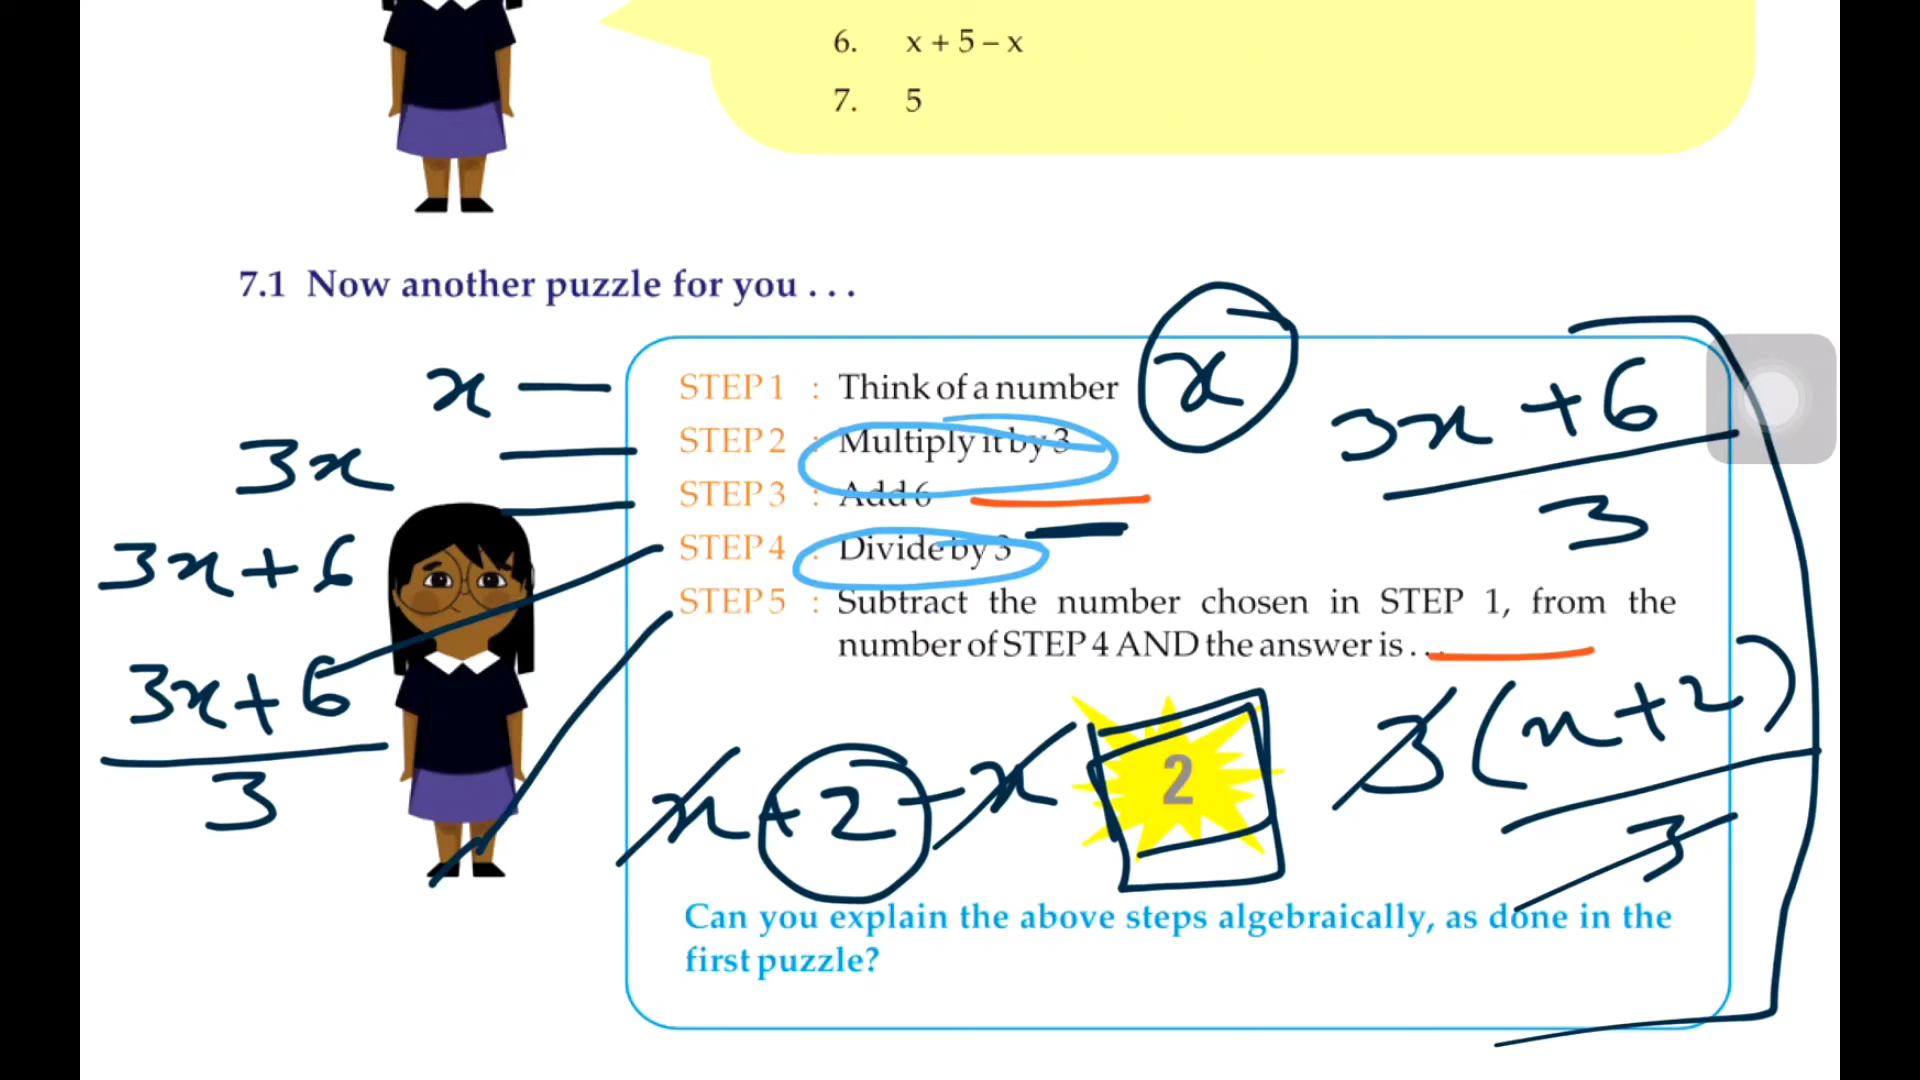 6. x + 5 – x
7. 5
7.1 Now another puzzle for you . . .
x
STEP 1 : Think of a number
x
3x + 6
3
3x
STEP 2 : Multiply it by 3
STEP 3 : Add 6
3x + 6
STEP 4 : Divide by 3
STEP 5 : Subtract the number chosen in STEP 1, from the
number of STEP 4 AND the answer is . . .
3x + 6
3
x + 2 – x
2
3 (x + 2)
3
Can you explain the above steps algebraically, as done in the
first puzzle?